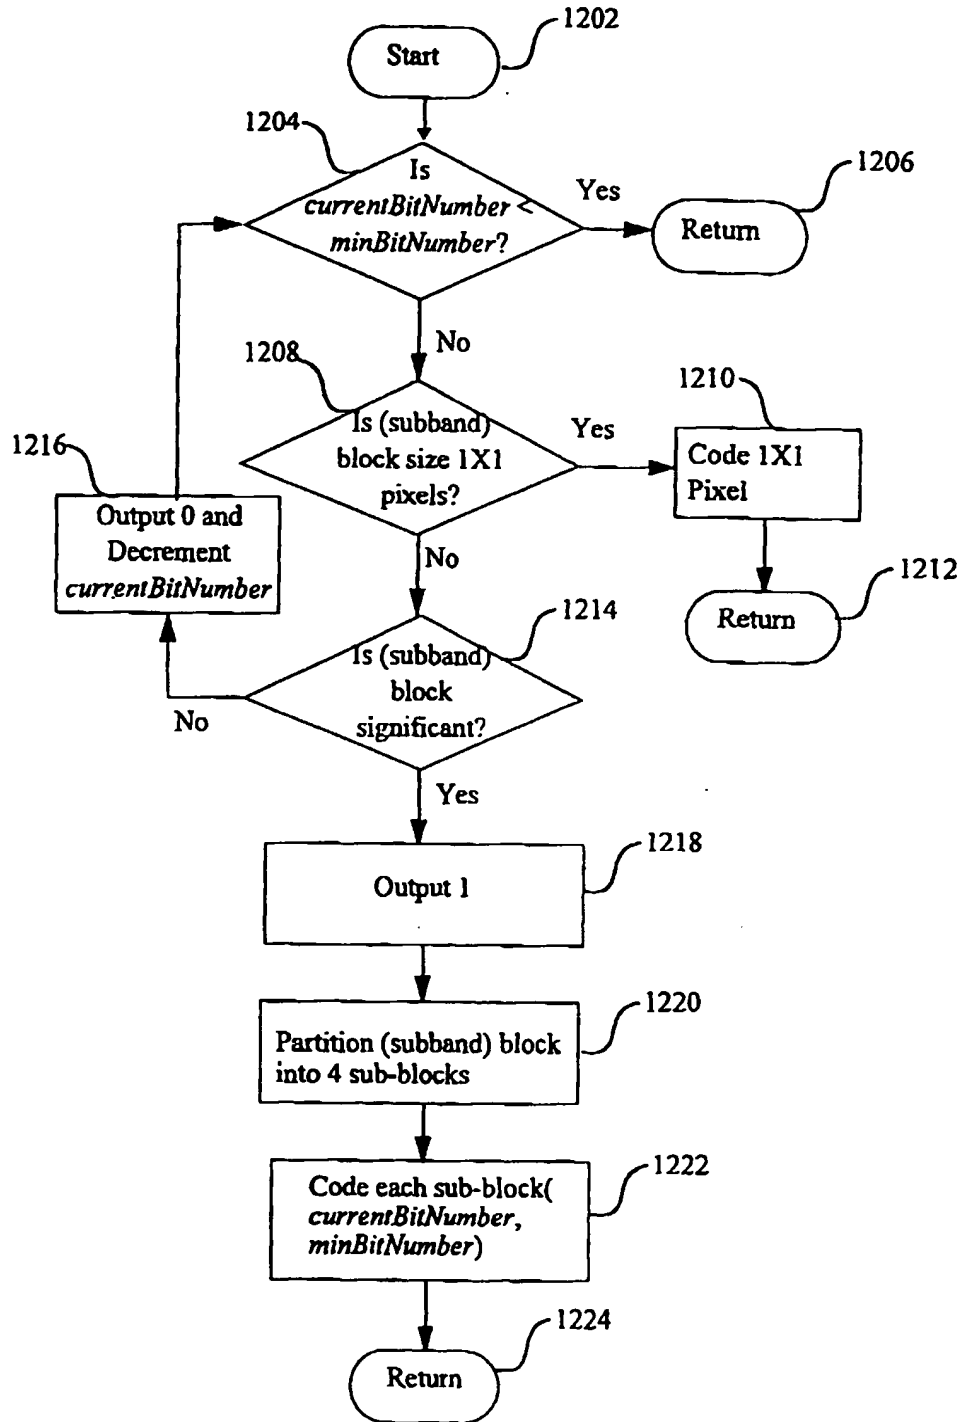 1202
Start
1204
Is
currentBitNumber <
minBitNumber?
Yes
1206
Return
No
1208
Is (subband)
block size 1X1
pixels?
Yes
1210
Code 1X1
Pixel
1216
Output 0 and
Decrement
currentBitNumber
No
1212
Return
1214
Is (subband)
block
significant?
No
Yes
1218
Output 1
1220
Partition (subband) block
into 4 sub-blocks
1222
Code each sub-block(
currentBitNumber,
minBitNumber)
1224
Return